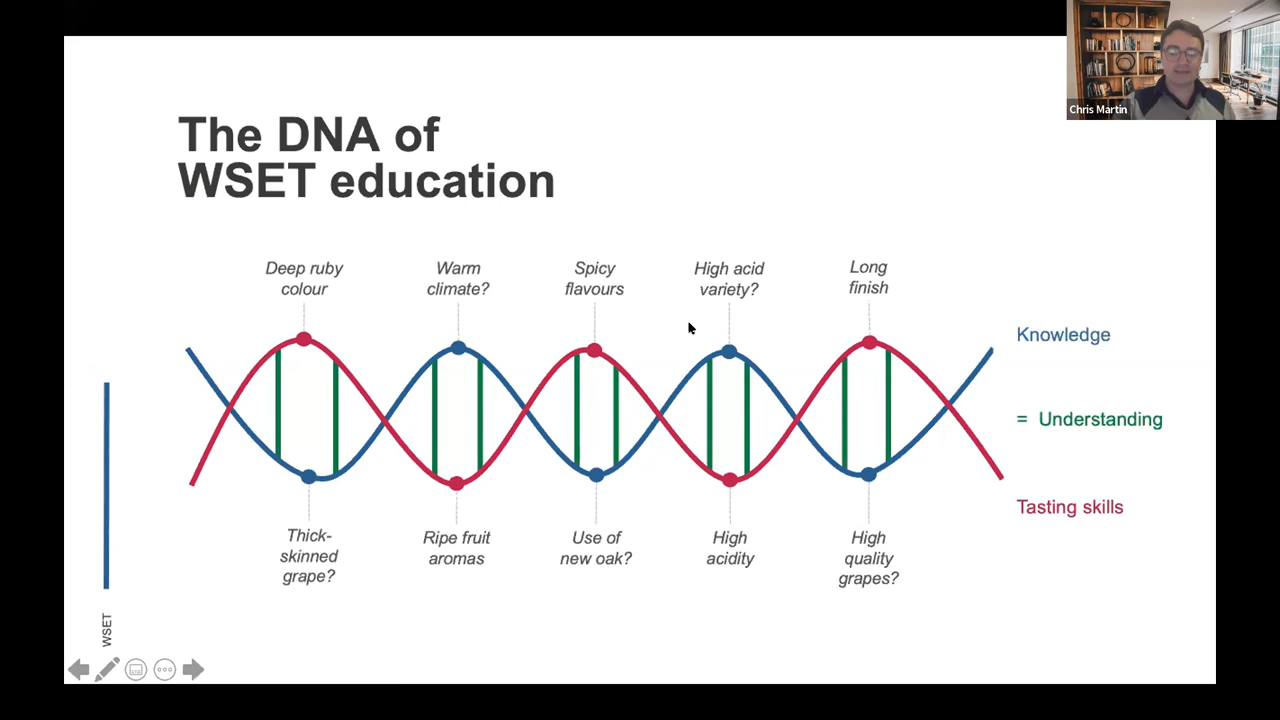 Chris Martin
The DNA of
WSET education
Deep ruby
colour
Warm
climate?
Spicy
flavours
High acid
variety?
Long
finish
Knowledge
= Understanding
Tasting skills
Thick-
skinned
grape?
Ripe fruit
aromas
Use of
new oak?
High
acidity
High
quality
grapes?
WSET